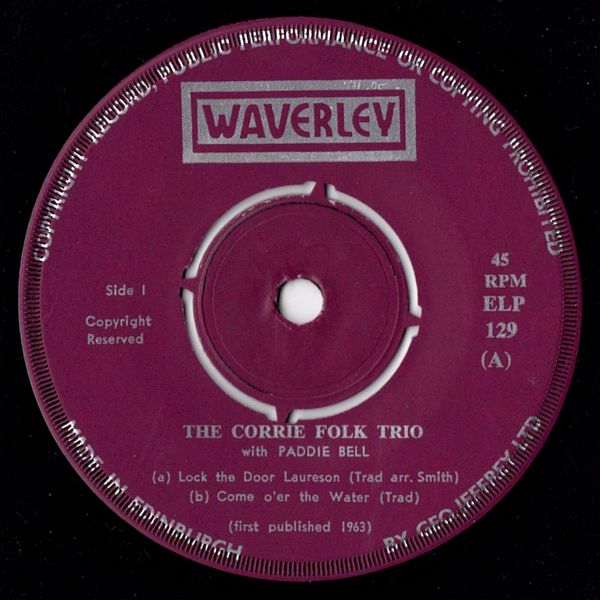 COPYRIGHT RECORD, PUBLIC PERFORMANCE OR COPYING PROHIBITED
WAVERLEY
Side 1
Copyright
Reserved
45
RPM
ELP
129
(A)
THE CORRIE FOLK TRIO
with PADDIE BELL
(a) Lock the Door Laureson (Trad arr. Smith)
(b) Come o'er the Water (Trad)
(first published 1963)
MADE IN EDINBURGH
BY GEO JEFFREY LTD